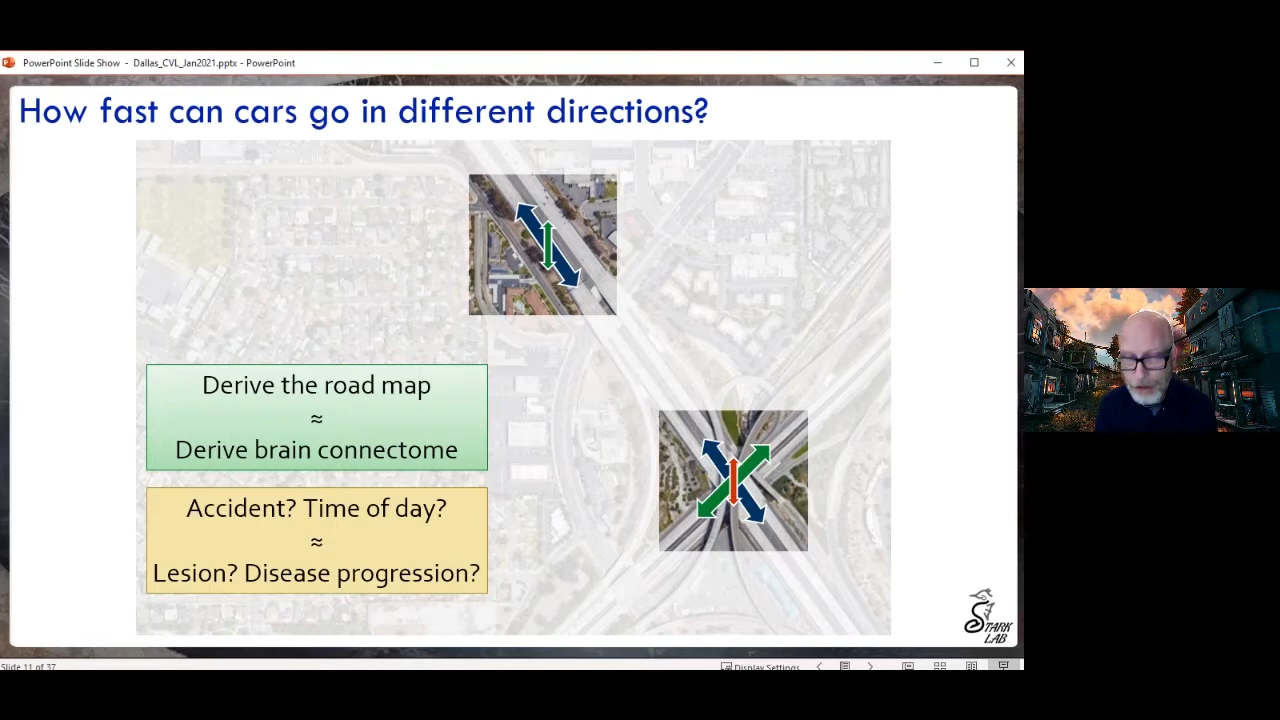 PowerPoint Slide Show - Dallas_CVL_Jan2021.pptx - PowerPoint
How fast can cars go in different directions?
Derive the road map
≈
Derive brain connectome
Accident? Time of day?
≈
Lesion? Disease progression?
STARK
LAB
Slide 11 of 37
Display Settings